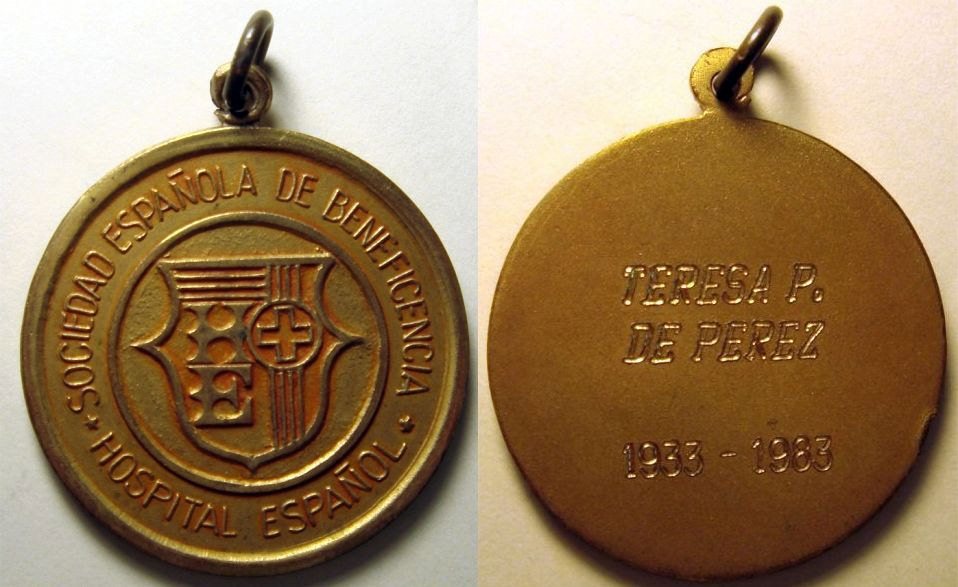 SOCIEDAD ESPAÑOLA DE BENEFICENCIA
* HOSPITAL ESPAÑOL *
H
E
TERESA P.
DE PEREZ
1933 - 1983